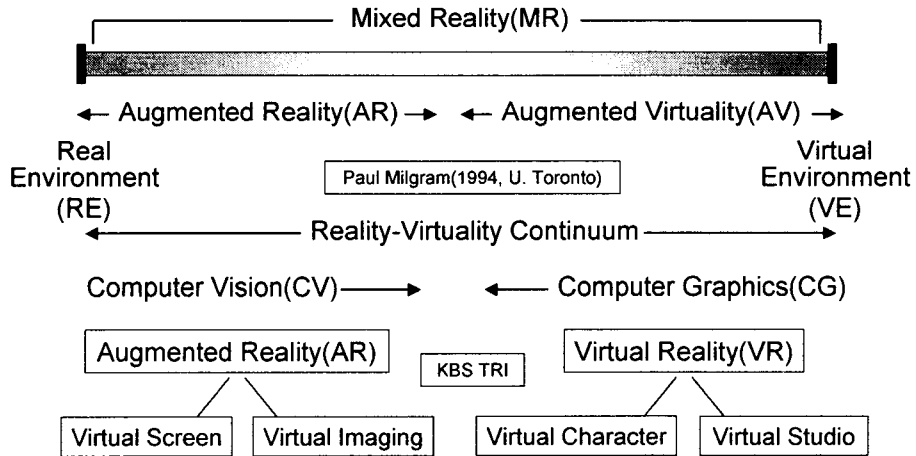 Mixed Reality(MR)
Augmented Reality(AR)
Augmented Virtuality(AV)
Real
Environment
(RE)
Paul Milgram(1994, U. Toronto)
Virtual
Environment
(VE)
Reality-Virtuality Continuum
Computer Vision(CV)
Computer Graphics(CG)
Augmented Reality(AR)
KBS TRI
Virtual Reality(VR)
Virtual Screen
Virtual Imaging
Virtual Character
Virtual Studio